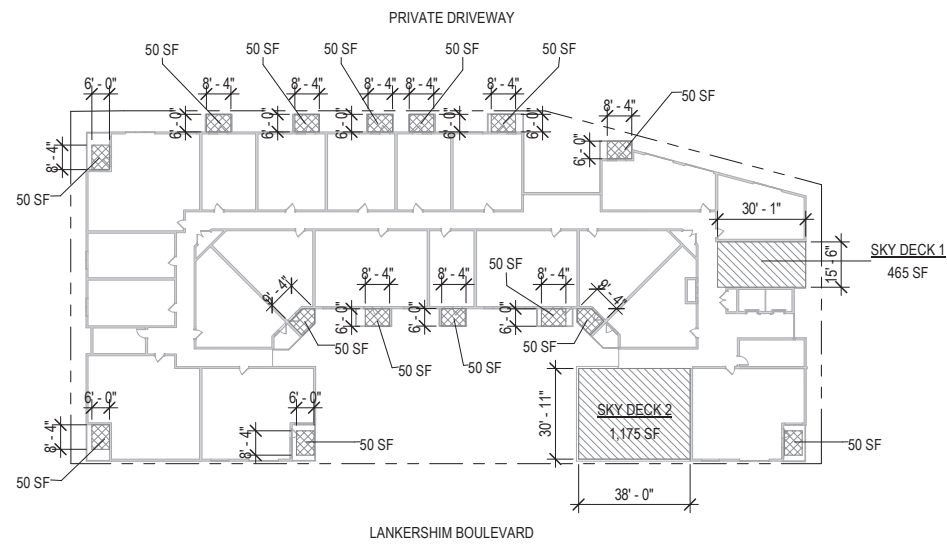 PRIVATE DRIVEWAY
50 SF
50 SF
50 SF
50 SF
50 SF
6' - 0"
8' - 4"
8' - 4"
8' - 4"
8' - 4"
8' - 4"
50 SF
8' - 4"
6' - 0"
6' - 0"
6' - 0"
6' - 0"
6' - 0"
6' - 0"
8' - 4"
50 SF
30' - 1"
SKY DECK 1
465 SF
15' - 6"
50 SF
8' - 4"
8' - 4"
8' - 4"
8' - 4"
9' - 4"
6' - 0"
6' - 0"
6' - 0"
50 SF
50 SF
50 SF
50 SF
6' - 0"
6' - 0"
30' - 11"
SKY DECK 2
1,175 SF
8' - 4"
8' - 4"
50 SF
50 SF
50 SF
38' - 0"
LANKERSHIM BOULEVARD